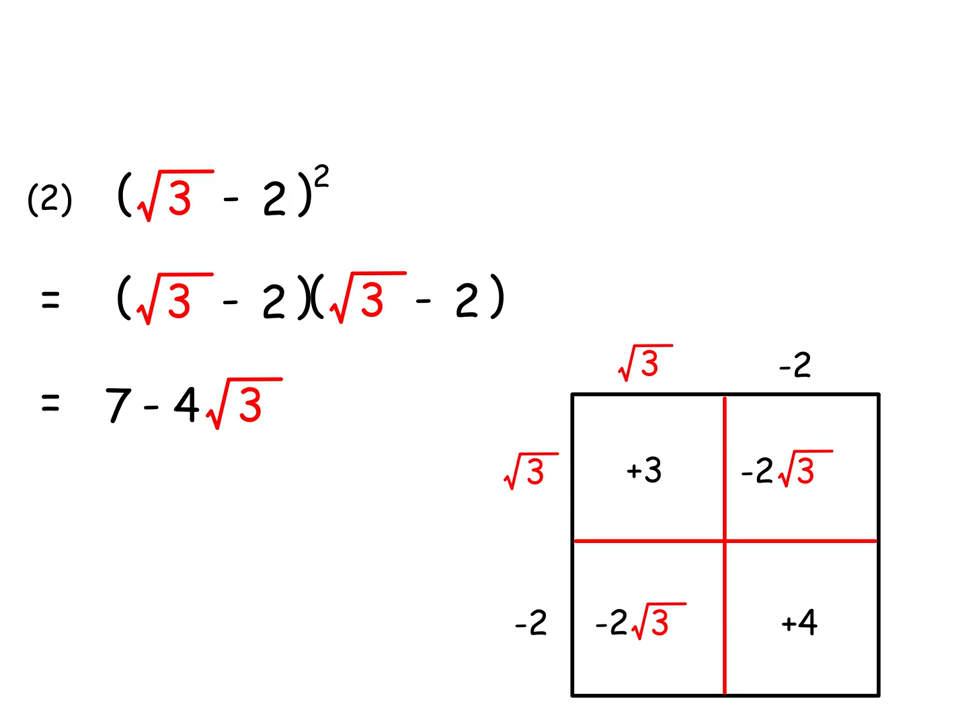 (2) (√3 - 2)²
= (√3 - 2)(√3 - 2)
= 7 - 4√3
√3 -2
√3 +3 -2√3
-2 -2√3 +4